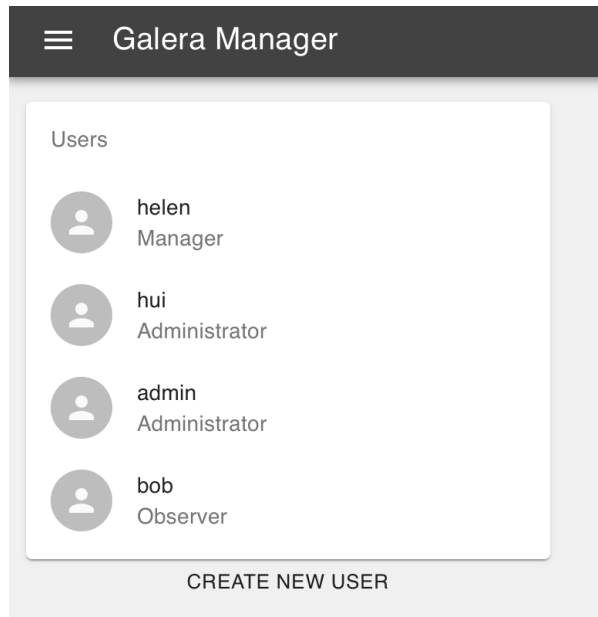 Galera Manager
Users
helen
Manager
hui
Administrator
admin
Administrator
bob
Observer
CREATE NEW USER